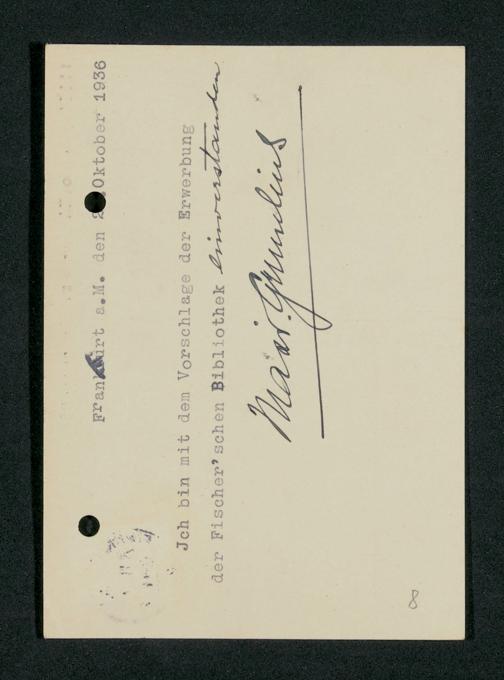 Frankfurt a.M. den 2 .Oktober 1936
Jch bin mit dem Vorschlage der Erwerbung
der Fischer'schen Bibliothek einverstanden
8